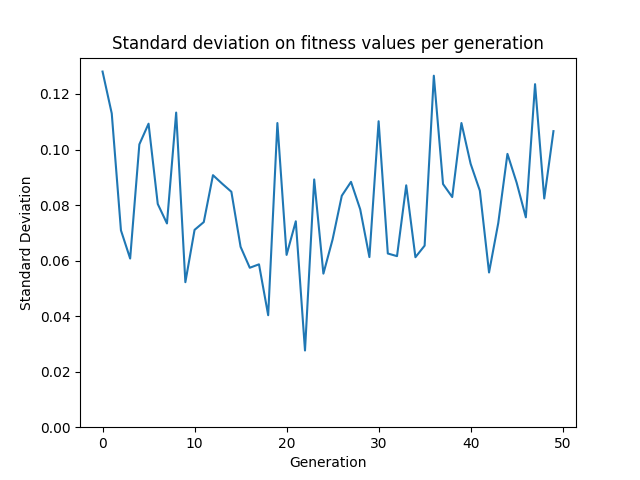 Standard deviation on fitness values per generation
Standard Deviation
0.12
0.10
0.08
0.06
0.04
0.02
0.00
0 10 20 30 40 50
Generation